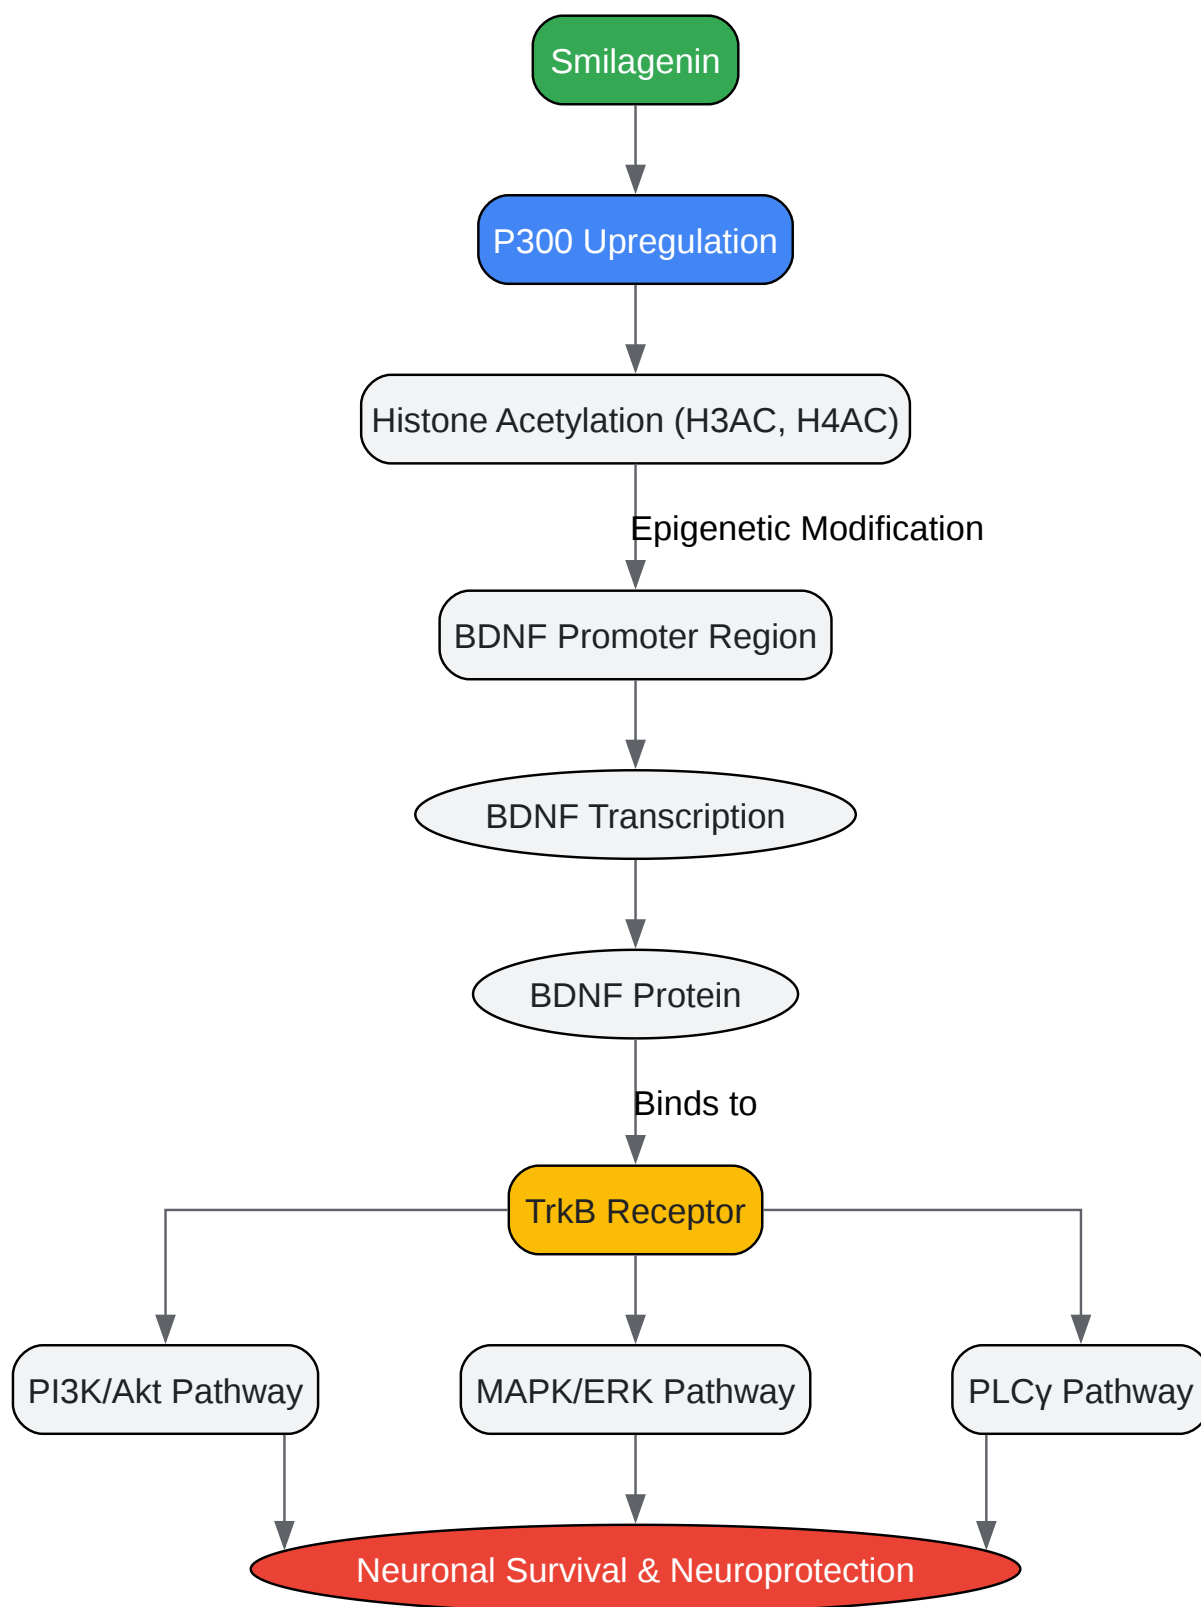 Smilagenin
P300 Upregulation
Histone Acetylation (H3AC, H4AC)
Epigenetic Modification
BDNF Promoter Region
BDNF Transcription
BDNF Protein
Binds to
TrkB Receptor
PI3K/Akt Pathway
MAPK/ERK Pathway
PLCγ Pathway
Neuronal Survival & Neuroprotection